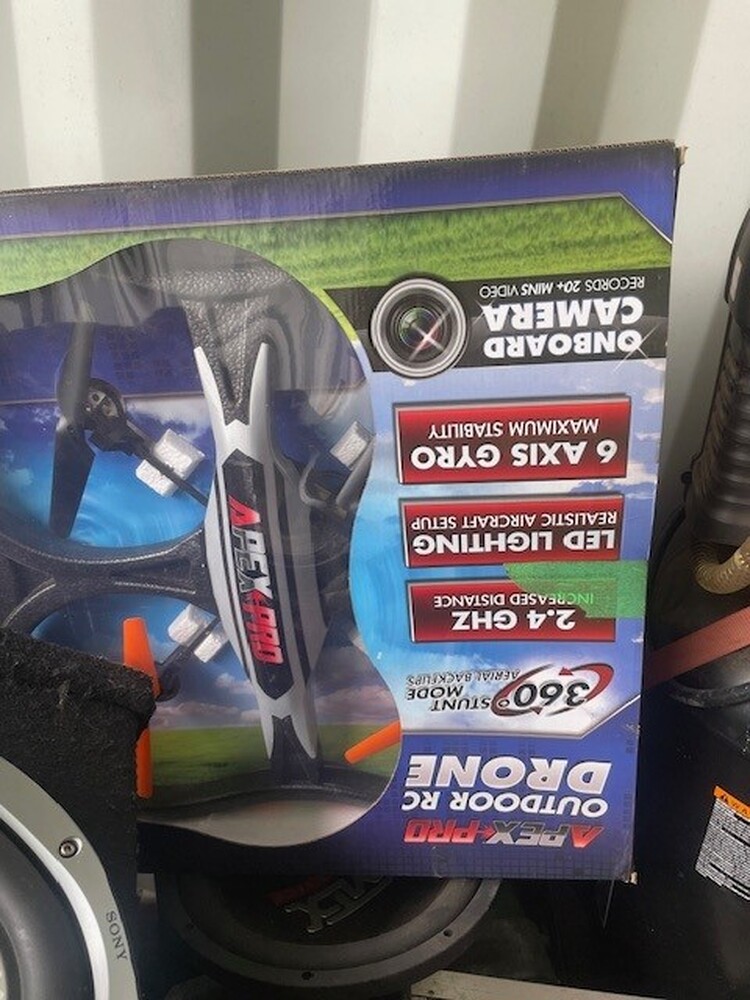 APEX-PRO
OUTDOOR RC
DRONE
360° STUNT
MODE
AERIAL BACKFLIPS
2.4 GHZ
INCREASED DISTANCE
LED LIGHTING
REALISTIC AIRCRAFT SETUP
6 AXIS GYRO
MAXIMUM STABILITY
ONBOARD
CAMERA
RECORDS 20+ MINS VIDEO
APEX-PRO
SONY